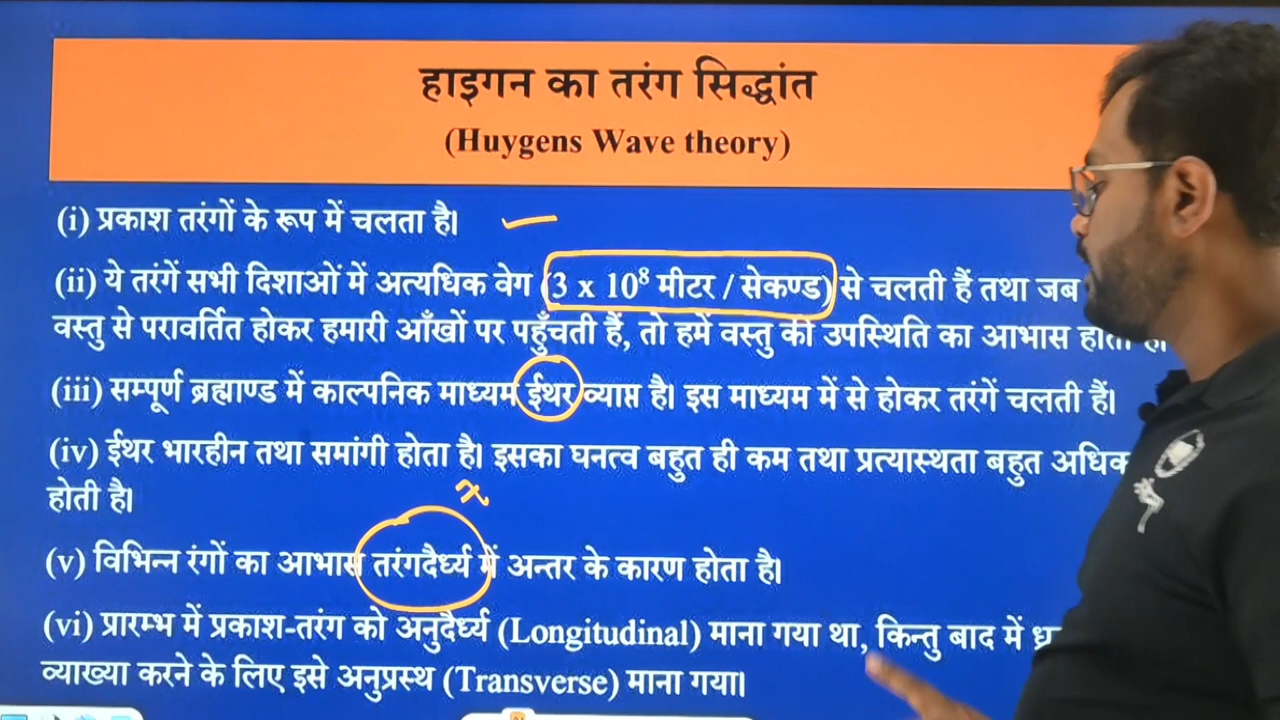 हाइगन का तरंग सिद्धांत
(Huygens Wave theory)
(i) प्रकाश तरंगों के रूप में चलता है।
(ii) ये तरंगें सभी दिशाओं में अत्यधिक वेग (3 x 10⁸ मीटर / सेकण्ड) से चलती हैं तथा जब
वस्तु से परावर्तित होकर हमारी आँखों पर पहुँचती हैं, तो हमें वस्तु की उपस्थिति का आभास होता है।
(iii) सम्पूर्ण ब्रह्माण्ड में काल्पनिक माध्यम ईथर व्याप्त है। इस माध्यम में से होकर तरंगें चलती हैं।
(iv) ईथर भारहीन तथा समांगी होता है। इसका घनत्व बहुत ही कम तथा प्रत्यास्थता बहुत अधिक
होती है।
(v) विभिन्न रंगों का आभास तरंगदैर्ध्य में अन्तर के कारण होता है।
(vi) प्रारम्भ में प्रकाश-तरंग को अनुदैर्ध्य (Longitudinal) माना गया था, किन्तु बाद में
व्याख्या करने के लिए इसे अनुप्रस्थ (Transverse) माना गया।